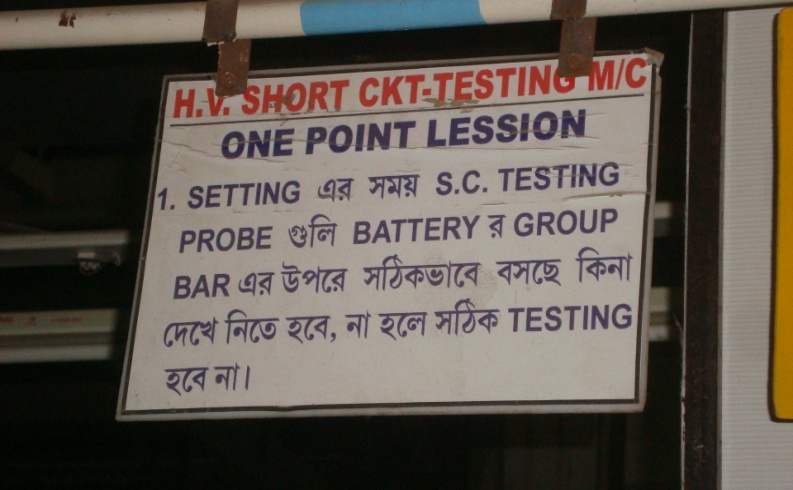 H.V. SHORT CKT-TESTING M/C
ONE POINT LESSION
1. SETTING এর সময় S.C. TESTING
PROBE গুলি BATTERY র GROUP
BAR এর উপরে সঠিকভাবে বসছে কিনা
দেখে নিতে হবে, না হলে সঠিক TESTING
হবে না।